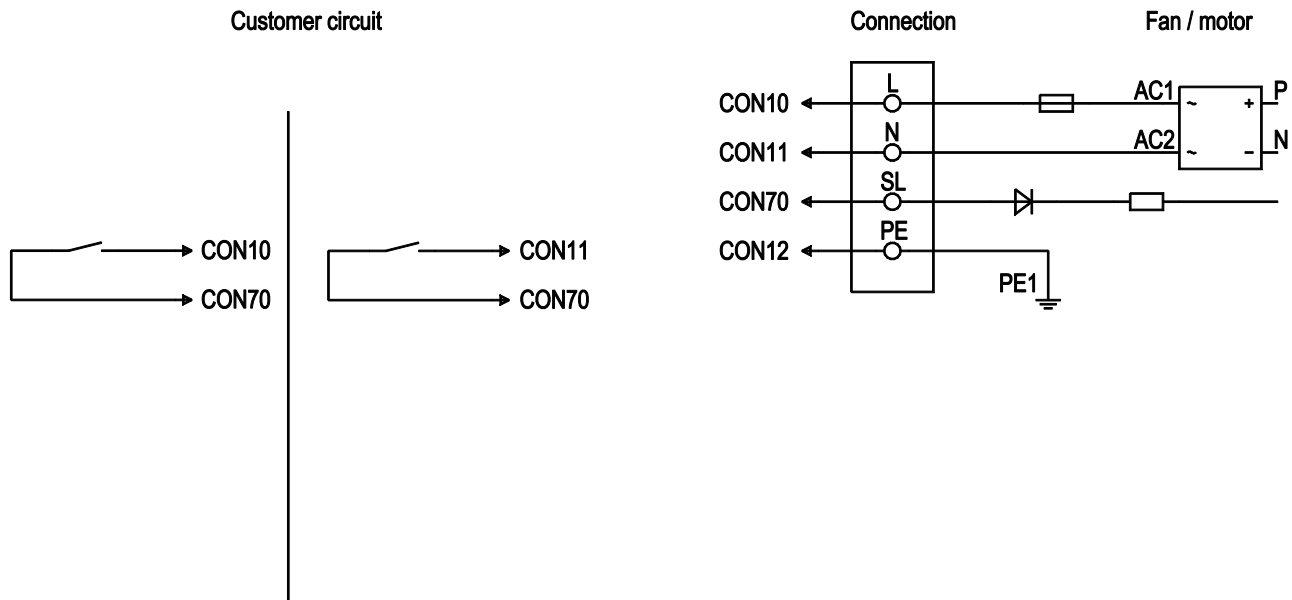 Customer circuit
Connection
Fan / motor
CON10
CON70
CON11
CON70
L
CON10
AC1
~
+
P
N
CON11
AC2
~
–
N
SL
CON70
PE
CON12
PE1